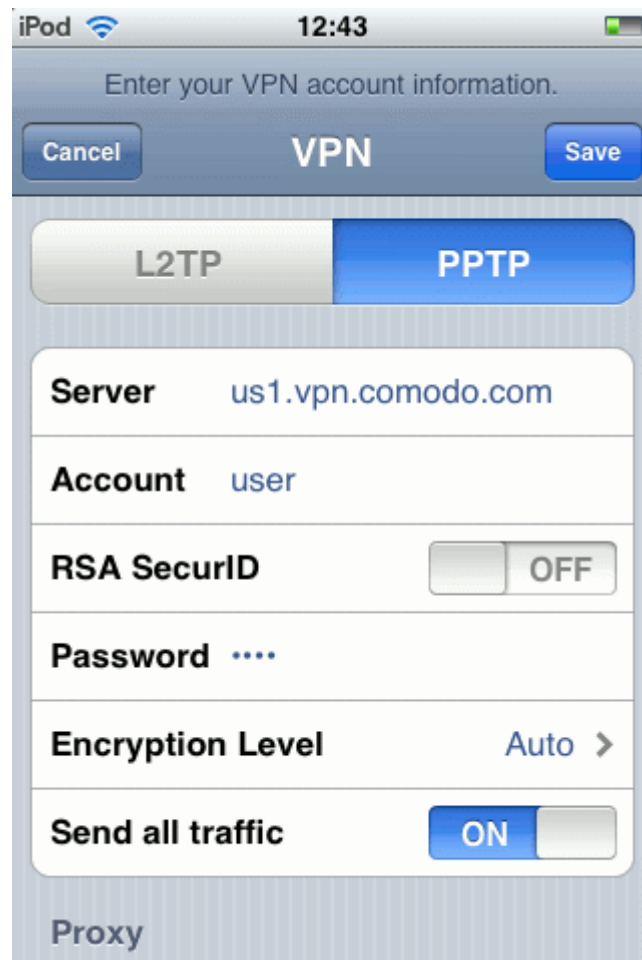 iPod 12:43
Enter your VPN account information.
Cancel VPN Save
L2TP PPTP
Server us1.vpn.comodo.com
Account user
RSA SecurID OFF
Password ••••
Encryption Level Auto >
Send all traffic ON
Proxy